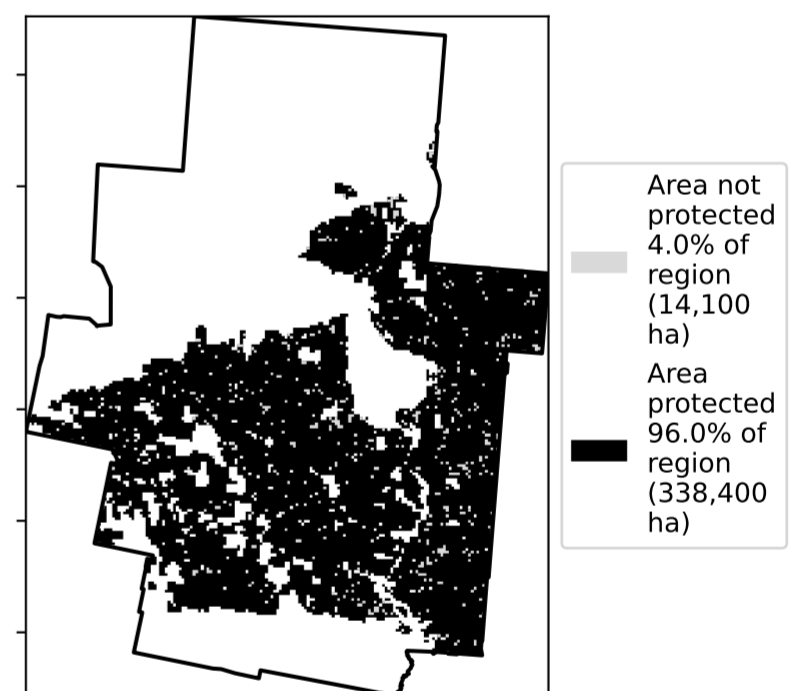 Area not
protected
4.0% of
region
(14,100
ha)
Area
protected
96.0% of
region
(338,400
ha)